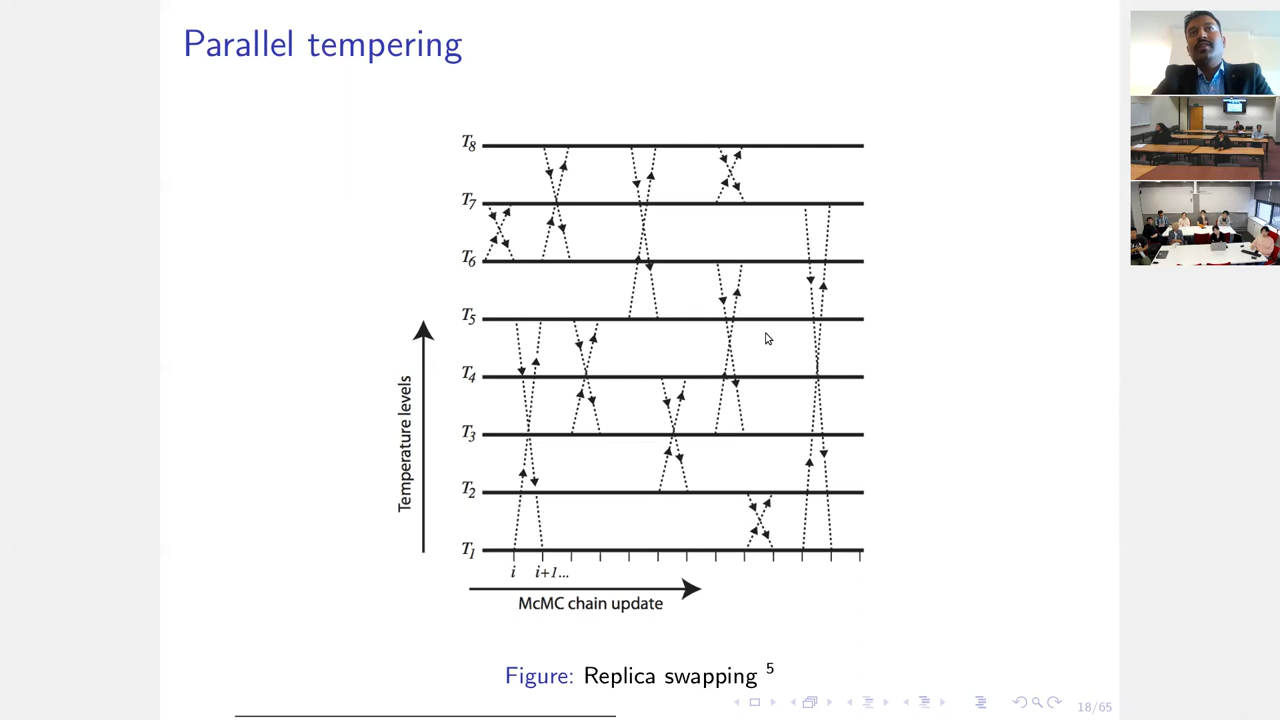 Parallel tempering
T8
T7
T6
T5
T4
T3
T2
T1
Temperature levels
i i+1...
McMC chain update
Figure: Replica swapping 5
18/65